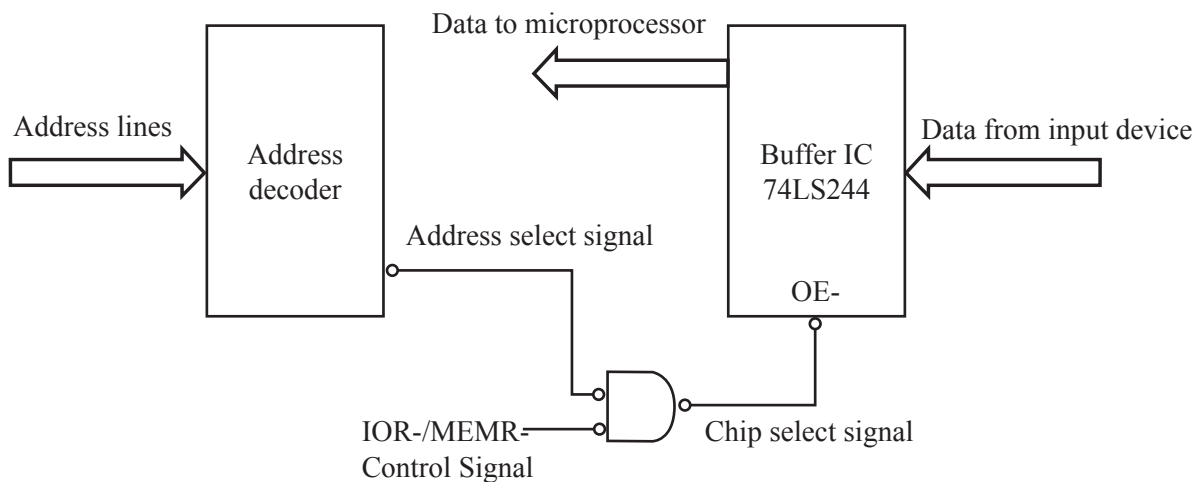 Data to microprocessor
Address lines
Address
decoder
Buffer IC
74LS244
Data from input device
Address select signal
OE-
IOR-/MEMR-
Control Signal
Chip select signal